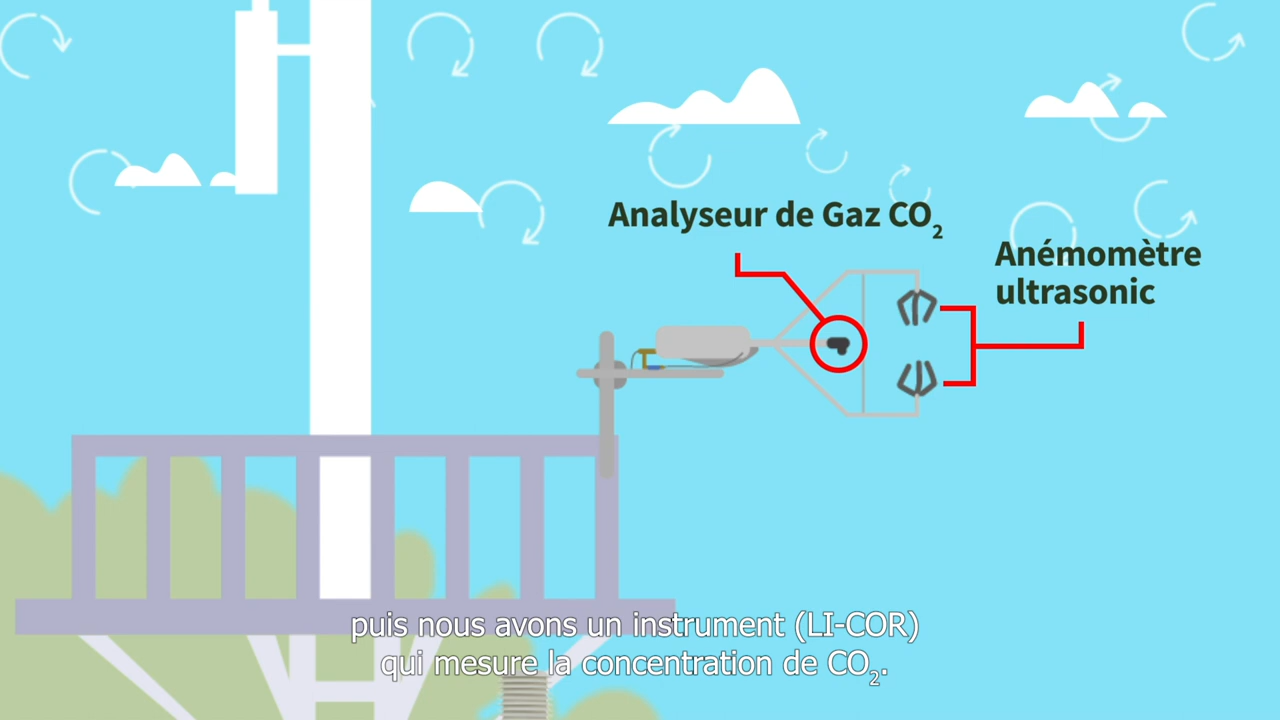 Analyseur de Gaz CO₂
Anémomètre
ultrasonic
puis nous avons un instrument (LI-COR)
qui mesure la concentration de CO₂.